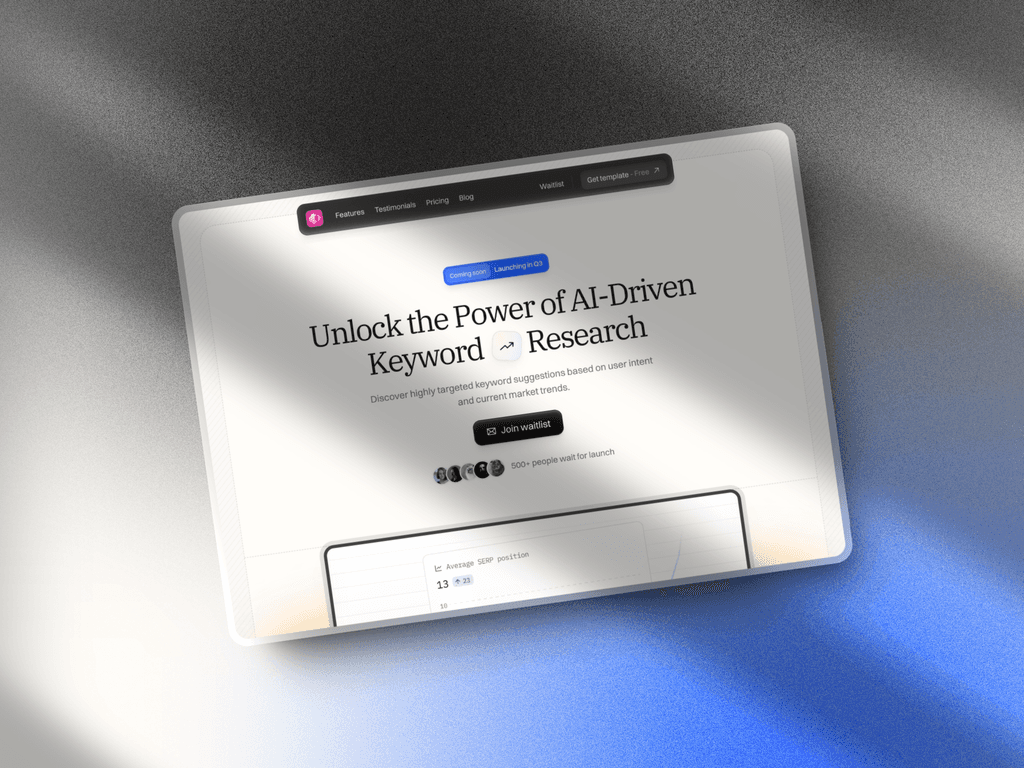 Features Testimonials Pricing Blog Waitlist Get template - Free
Coming soon Launching in Q3
Unlock the Power of AI-Driven
Keyword Research
Discover highly targeted keyword suggestions based on user intent
and current market trends.
Join waitlist
500+ people wait for launch
Average SERP position
13 ↑ 23
10